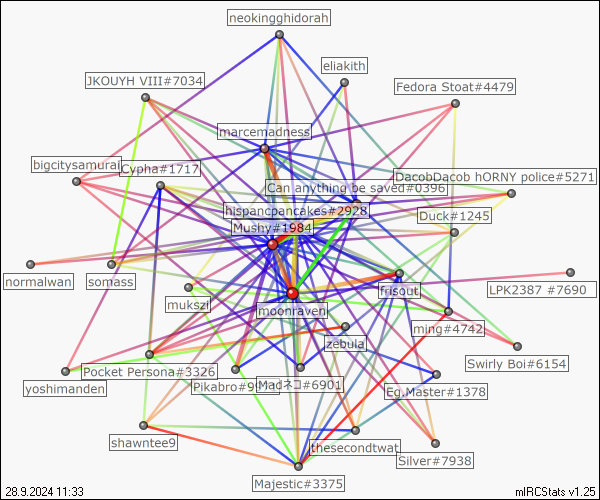 neokingghidorah
eliakith
JKOUYH VIII#7034
Fedora Stoat#4479
marcemadness
bigcitysamurai
Cypha#1717
DacobDacob hORNY police#5271
Can anything be saved#0396
hispancpancakes#2928
Duck#1245
Mushy#1984
normalwan
somass
mukszi
frisout
LPK2387 #7690
moonraven
ming#4742
zebula
Swirly Boi#6154
Pocket Persona#3326
yoshimanden
Madネコ#6901
Eg.Master#1378
shawntee9
thesecondtwat
Silver#7938
Majestic#3375
28.9.2024 11:33
mIRCStats v1.25